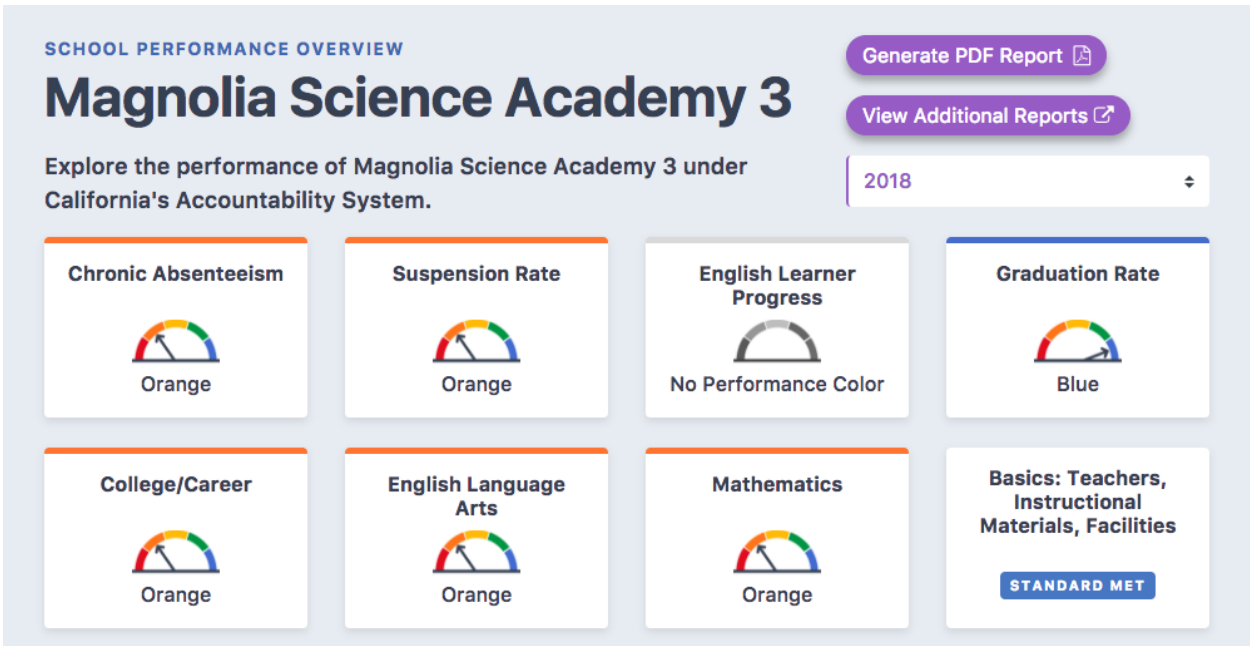 SCHOOL PERFORMANCE OVERVIEW
Magnolia Science Academy 3
Explore the performance of Magnolia Science Academy 3 under
California's Accountability System.
Generate PDF Report
View Additional Reports
2018
Chronic Absenteeism
Orange
Suspension Rate
Orange
English Learner
Progress
No Performance Color
Graduation Rate
Blue
College/Career
Orange
English Language
Arts
Orange
Mathematics
Orange
Basics: Teachers,
Instructional
Materials, Facilities
STANDARD MET